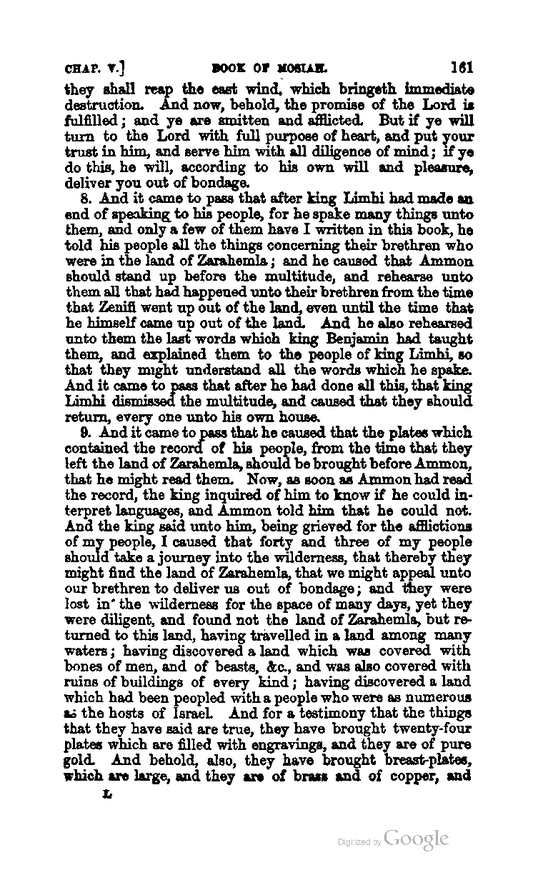 CHAP. V.] BOOK OF MOSIAH. 161
they shall reap the east wind, which bringeth immediate
destruction. And now, behold, the promise of the Lord is
fulfilled; and ye are smitten and afflicted. But if ye will
turn to the Lord with full purpose of heart, and put your
trust in him, and serve him with all diligence of mind; if ye
do this, he will, according to his own will and pleasure,
deliver you out of bondage.
8. And it came to pass that after king Limhi had made an
end of speaking to his people, for he spake many things unto
them, and only a few of them have I written in this book, he
told his people all the things concerning their brethren who
were in the land of Zarahemla; and he caused that Ammon
should stand up before the multitude, and rehearse unto
them all that had happened unto their brethren from the time
that Zeniff went up out of the land, even until the time that
he himself came up out of the land. And he also rehearsed
unto them the last words which king Benjamin had taught
them, and explained them to the people of king Limhi, so
that they might understand all the words which he spake.
And it came to pass that after he had done all this, that king
Limhi dismissed the multitude, and caused that they should
return, every one unto his own house.
9. And it came to pass that he caused that the plates which
contained the record of his people, from the time that they
left the land of Zarahemla, should be brought before Ammon,
that he might read them. Now, as soon as Ammon had read
the record, the king inquired of him to know if he could in-
terpret languages, and Ammon told him that he could not.
And the king said unto him, being grieved for the afflictions
of my people, I caused that forty and three of my people
should take a journey into the wilderness, that thereby they
might find the land of Zarahemla, that we might appeal unto
our brethren to deliver us out of bondage; and they were
lost in the wilderness for the space of many days, yet they
were diligent, and found not the land of Zarahemla, but re-
turned to this land, having travelled in a land among many
waters; having discovered a land which was covered with
bones of men, and of beasts, &c., and was also covered with
ruins of buildings of every kind; having discovered a land
which had been peopled with a people who were as numerous
as the hosts of Israel. And for a testimony that the things
that they have said are true, they have brought twenty-four
plates which are filled with engravings, and they are of pure
gold. And behold, also, they have brought breast-plates,
which are large, and they are of brass and of copper, and
L
Digitized by Google